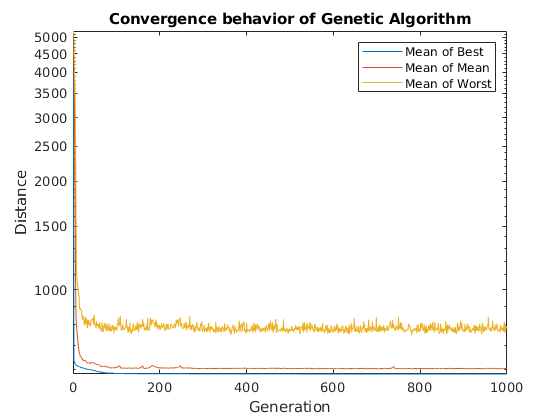 Convergence behavior of Genetic Algorithm
Mean of Best
Mean of Mean
Mean of Worst
5000
4500
4000
3500
3000
2500
2000
1500
1000
Distance
0
200
400
600
800
1000
Generation